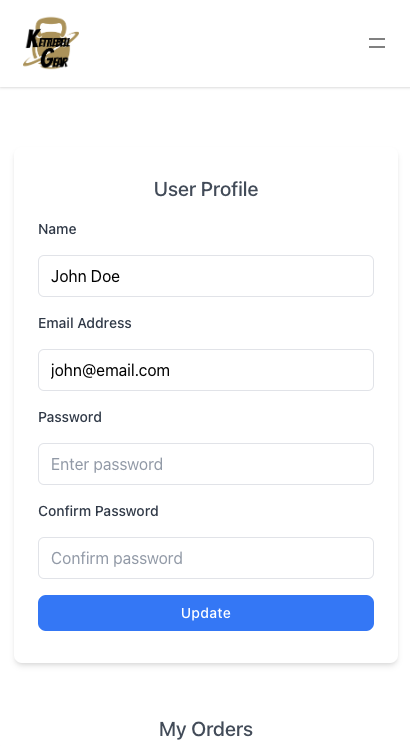 KETTLEBELL
GEAR
User Profile
Name
John Doe
Email Address
john@email.com
Password
Enter password
Confirm Password
Confirm password
Update
My Orders